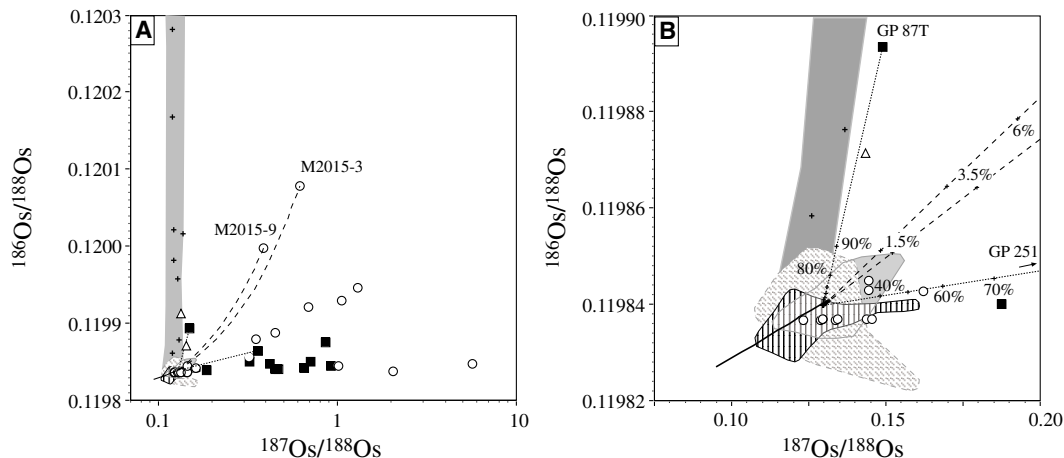 A
0.1203
0.1202
0.1201
0.1200
0.1199
0.1198
186Os/188Os
M2015-3
M2015-9
0.1
1
10
187Os/188Os
B
0.11990
0.11988
0.11986
0.11984
0.11982
186Os/188Os
GP 87T
6%
3.5%
1.5%
90%
80%
GP 251
40%
60%
70%
0.10
0.15
0.20
187Os/188Os